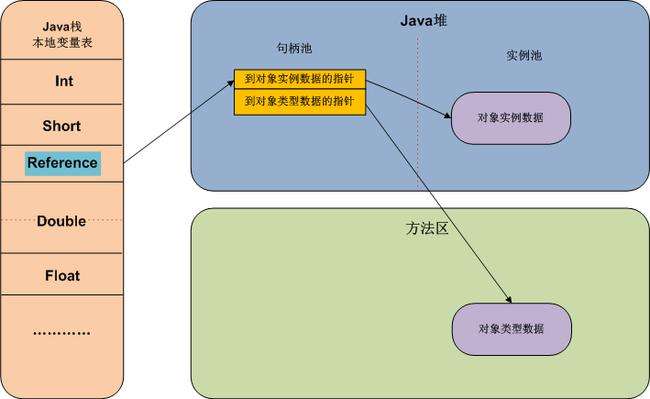 Java栈
本地变量表
Int
Short
Reference
Double
Float
…………
Java堆
句柄池
实例池
到对象实例数据的指针
到对象类型数据的指针
对象实例数据
方法区
对象类型数据